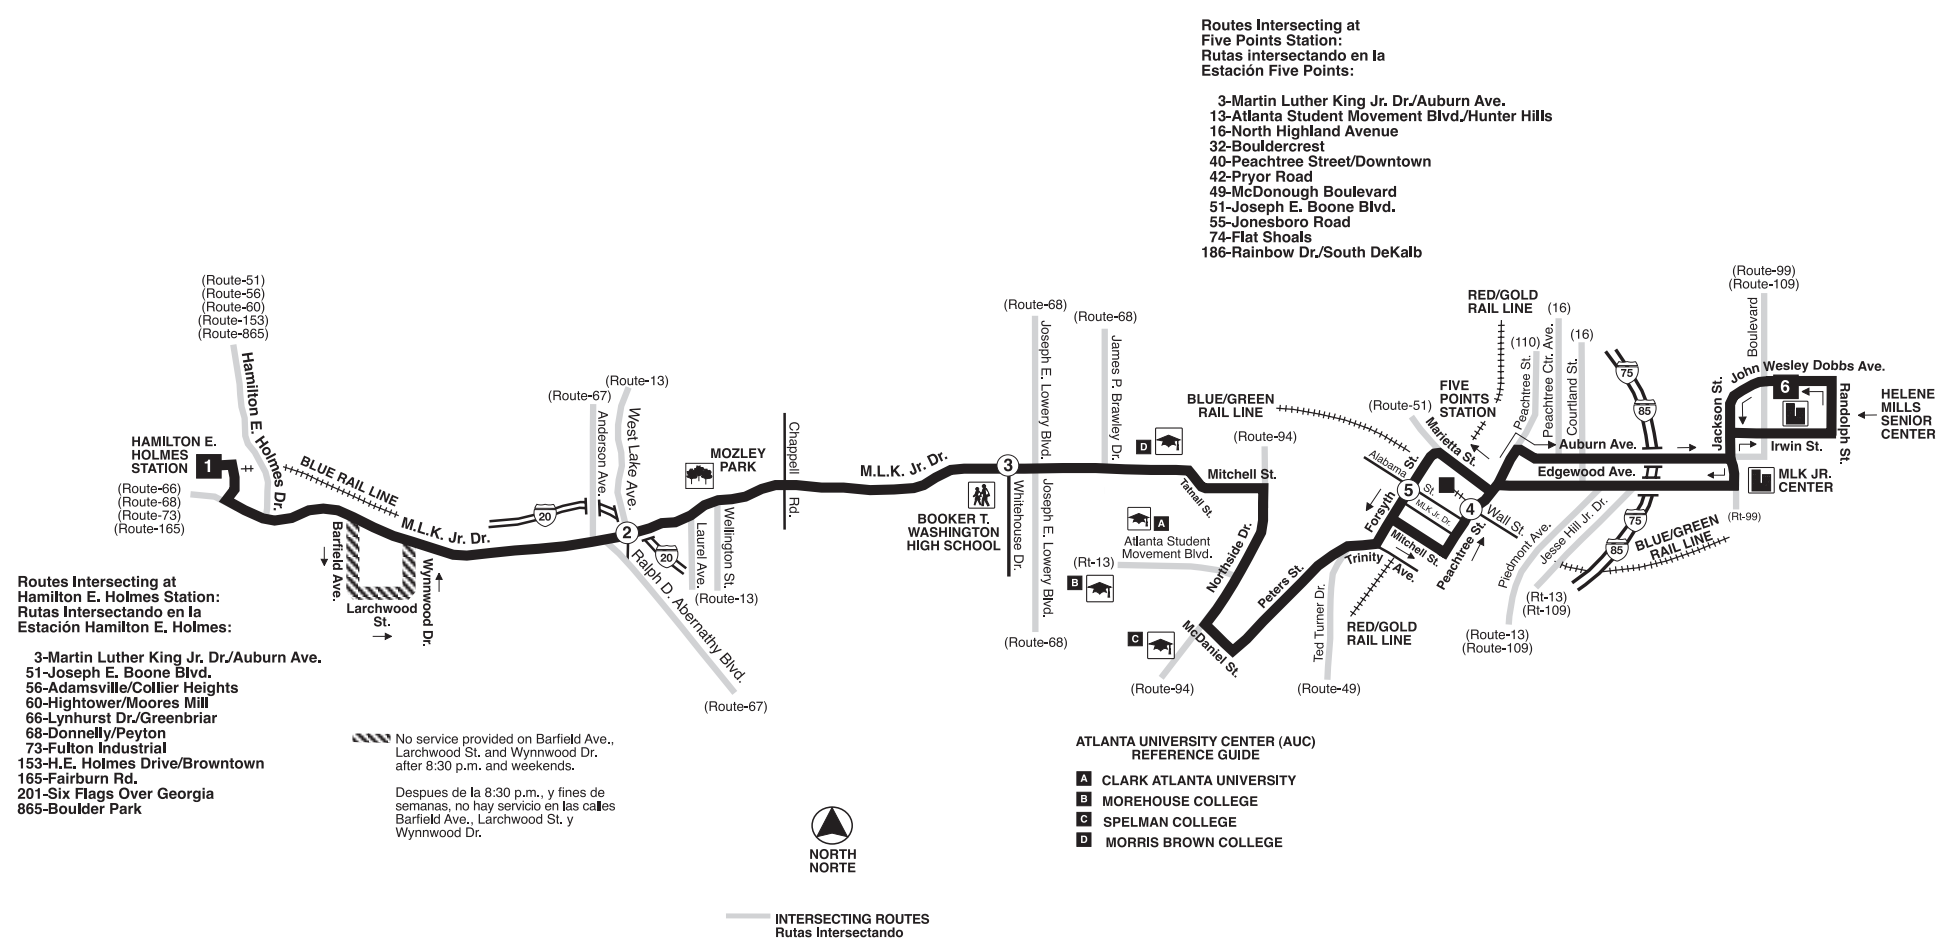 Routes Intersecting at
Five Points Station:
Rutas intersectando en la
Estación Five Points:
3-Martin Luther King Jr. Dr./Auburn Ave.
13-Atlanta Student Movement Blvd./Hunter Hills
16-North Highland Avenue
32-Bouldercrest
40-Peachtree Street/Downtown
42-Pryor Road
49-McDonough Boulevard
51-Joseph E. Boone Blvd.
55-Jonesboro Road
74-Flat Shoals
186-Rainbow Dr./South DeKalb
(Route-51)
(Route-56)
(Route-60)
(Route-153)
(Route-865)
Hamilton E. Holmes Dr.
HAMILTON E.
HOLMES
STATION
1
(Route-66)
(Route-68)
(Route-73)
(Route-165)
BLUE RAIL LINE
M.L.K. Jr. Dr.
Barfield Ave.
Larchwood
St.
Wynnwood Dr.
20
(Route-67)
(Route-13)
Anderson Ave.
West Lake Ave.
2
20
Ralph D. Abernathy Blvd.
(Route-67)
MOZLEY
PARK
Laurel Ave.
Wellington St.
(Route-13)
Chappell
Rd.
M.L.K. Jr. Dr.
3
BOOKER T.
WASHINGTON
HIGH SCHOOL
Whitehouse Dr.
(Route-68)
Joseph E. Lowery Blvd.
Joseph E. Lowery Blvd.
(Route-68)
(Route-68)
James P. Brawley Dr.
D
Tatnall St.
Mitchell St.
A
Atlanta Student
Movement Blvd.
(Rt-13)
B
C
(Route-94)
(Route-94)
Northside Dr.
McDaniel St.
Peters St.
BLUE/GREEN
RAIL LINE
Ted Turner Dr.
(Route-49)
Trinity
Ave.
RED/GOLD
RAIL LINE
(Route-51)
Marietta St.
FIVE
POINTS
STATION
RED/GOLD
RAIL LINE
Alabama
St.
Forsyth
St.
5
MLK Jr. Dr.
4
Wall St.
Mitchell St.
Peachtree St.
(110)
Peachtree St.
(16)
Peachtree Ctr. Ave.
(16)
Courtland St.
Auburn Ave.
Edgewood Ave.
75
85
75
85
Piedmont Ave.
Jesse Hill Jr. Dr.
(Rt-13)
(Rt-109)
(Route-13)
(Route-109)
BLUE/GREEN
RAIL LINE
(Route-99)
(Route-109)
Boulevard
John Wesley Dobbs Ave.
6
Jackson St.
Randolph St.
Irwin St.
HELENE
MILLS
SENIOR
CENTER
MLK JR.
CENTER
(Rt-99)
Routes Intersecting at
Hamilton E. Holmes Station:
Rutas Intersectando en la
Estación Hamilton E. Holmes:
3-Martin Luther King Jr. Dr./Auburn Ave.
51-Joseph E. Boone Blvd.
56-Adamsville/Collier Heights
60-Hightower/Moores Mill
66-Lynhurst Dr./Greenbriar
68-Donnelly/Peyton
73-Fulton Industrial
153-H.E. Holmes Drive/Browntown
165-Fairburn Rd.
201-Six Flags Over Georgia
865-Boulder Park
No service provided on Barfield Ave.,
Larchwood St. and Wynnwood Dr.
after 8:30 p.m. and weekends.
Despues de la 8:30 p.m., y fines de
semanas, no hay servicio en las calles
Barfield Ave., Larchwood St. y
Wynnwood Dr.
NORTH
NORTE
ATLANTA UNIVERSITY CENTER (AUC)
REFERENCE GUIDE
A CLARK ATLANTA UNIVERSITY
B MOREHOUSE COLLEGE
C SPELMAN COLLEGE
D MORRIS BROWN COLLEGE
INTERSECTING ROUTES
Rutas Intersectando